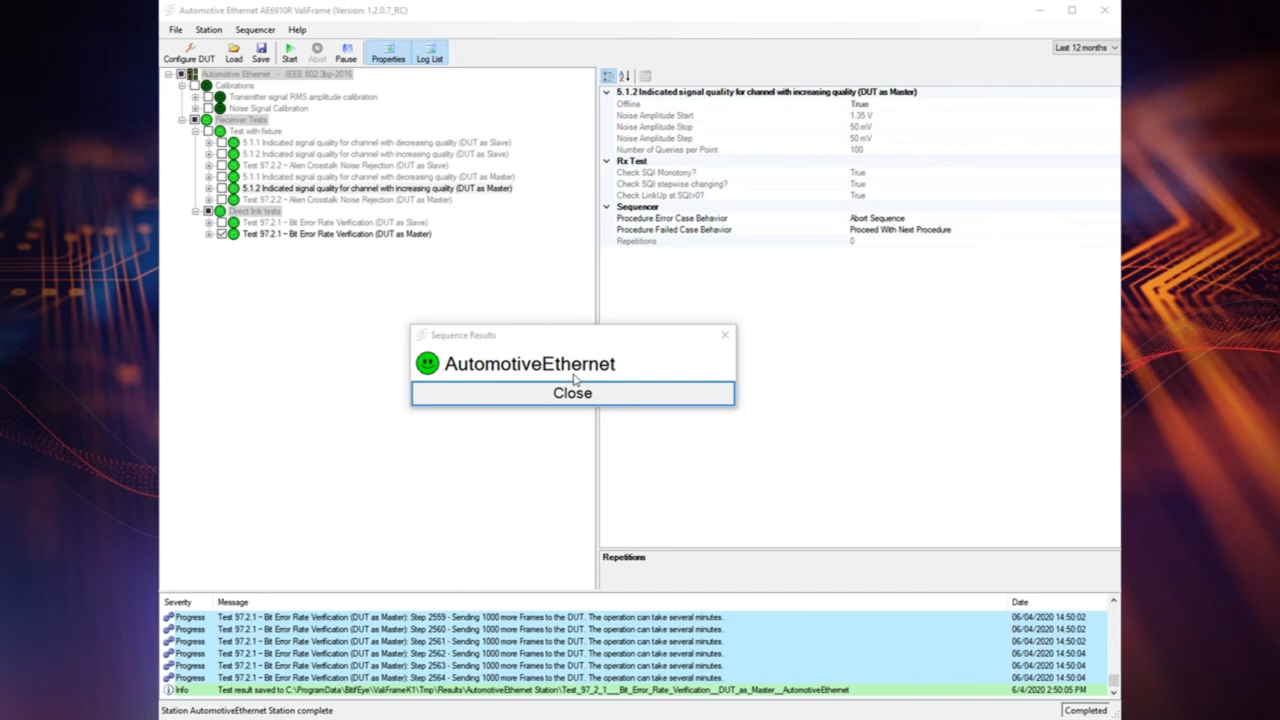 Automotive Ethernet AE6910R ValiFrame (Version: 1.2.0.7_RC)
File Station Sequencer Help
Configure DUT Load Save Start Abort Pause Properties Log List Last 12 months
Automotive Ethernet - IEEE 802.3bp-2016
Calibrations
Transmitter signal RMS amplitude calibration
Noise Signal Calibration
Receiver Tests
Test with fixture
5.1.1 Indicated signal quality for channel with decreasing quality (DUT as Slave)
5.1.2 Indicated signal quality for channel with increasing quality (DUT as Slave)
Test 97.2.2 – Alien Crosstalk Noise Rejection (DUT as Slave)
5.1.1 Indicated signal quality for channel with decreasing quality (DUT as Master)
5.1.2 Indicated signal quality for channel with increasing quality (DUT as Master)
Test 97.2.2 – Alien Crosstalk Noise Rejection (DUT as Master)
Direct link tests
Test 97.2.1 – Bit Error Rate Verification (DUT as Slave)
Test 97.2.1 – Bit Error Rate Verification (DUT as Master)
5.1.2 Indicated signal quality for channel with increasing quality (DUT as Master)
Offline True
Noise Amplitude Start 1.35 V
Noise Amplitude Stop 50 mV
Noise Amplitude Step 50 mV
Number of Queries per Point 100
Rx Test
Check SQI Monotony? True
Check SQI stepwise changing? True
Check LinkUp at SQI>0? True
Sequencer
Procedure Error Case Behavior Abort Sequence
Procedure Failed Case Behavior Proceed With Next Procedure
Repetitions 0
Sequence Results
AutomotiveEthernet
Close
Repetitions
Severity Message Date
Progress Test 97.2.1 – Bit Error Rate Verification (DUT as Master): Step 2559 - Sending 1000 more Frames to the DUT. The operation can take several minutes. 06/04/2020 14:50:02
Progress Test 97.2.1 – Bit Error Rate Verification (DUT as Master): Step 2560 - Sending 1000 more Frames to the DUT. The operation can take several minutes. 06/04/2020 14:50:02
Progress Test 97.2.1 – Bit Error Rate Verification (DUT as Master): Step 2561 - Sending 1000 more Frames to the DUT. The operation can take several minutes. 06/04/2020 14:50:02
Progress Test 97.2.1 – Bit Error Rate Verification (DUT as Master): Step 2562 - Sending 1000 more Frames to the DUT. The operation can take several minutes. 06/04/2020 14:50:04
Progress Test 97.2.1 – Bit Error Rate Verification (DUT as Master): Step 2563 - Sending 1000 more Frames to the DUT. The operation can take several minutes. 06/04/2020 14:50:04
Progress Test 97.2.1 – Bit Error Rate Verification (DUT as Master): Step 2564 - Sending 1000 more Frames to the DUT. The operation can take several minutes. 06/04/2020 14:50:04
Info Test result saved to C:\ProgramData\BitifEye\ValiFrameK1\Tmp\Results\AutomotiveEthernet Station\Test_97_2_1___Bit_Error_Rate_Verification__DUT_as_Master__AutomotiveEthernet 6/4/2020 2:50:05 PM
Station AutomotiveEthernet Station complete Completed